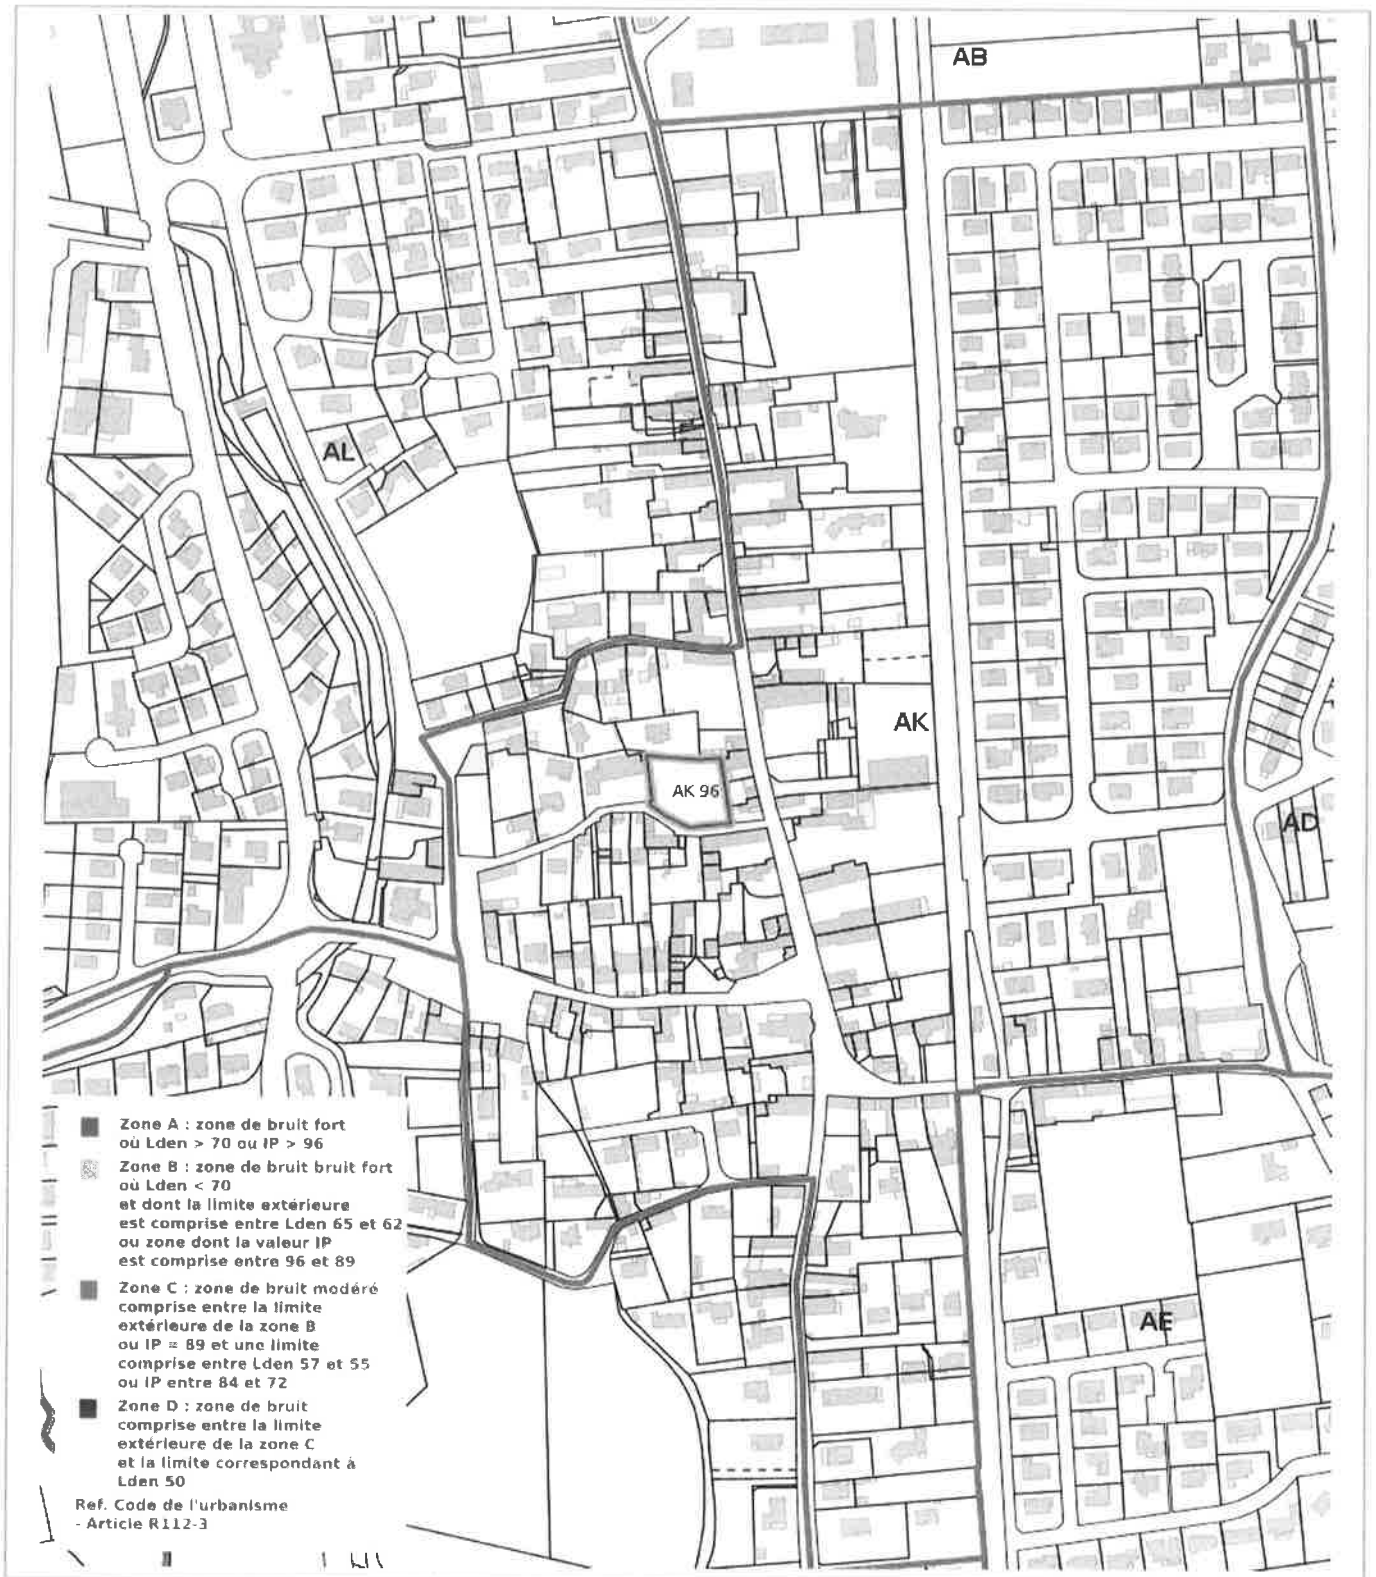 AB
AL
AK
AK 96
AD
Zone A : zone de bruit fort
où Lden > 70 ou IP > 96
Zone B : zone de bruit bruit fort
où Lden < 70
et dont la limite extérieure
est comprise entre Lden 65 et 62
ou zone dont la valeur IP
est comprise entre 96 et 89
Zone C : zone de bruit modéré
comprise entre la limite
extérieure de la zone B
ou IP = 89 et une limite
comprise entre Lden 57 et 55
ou IP entre 84 et 72
AE
Zone D : zone de bruit
comprise entre la limite
extérieure de la zone C
et la limite correspondant à
Lden 50
Ref. Code de l'urbanisme
- Article R112-3